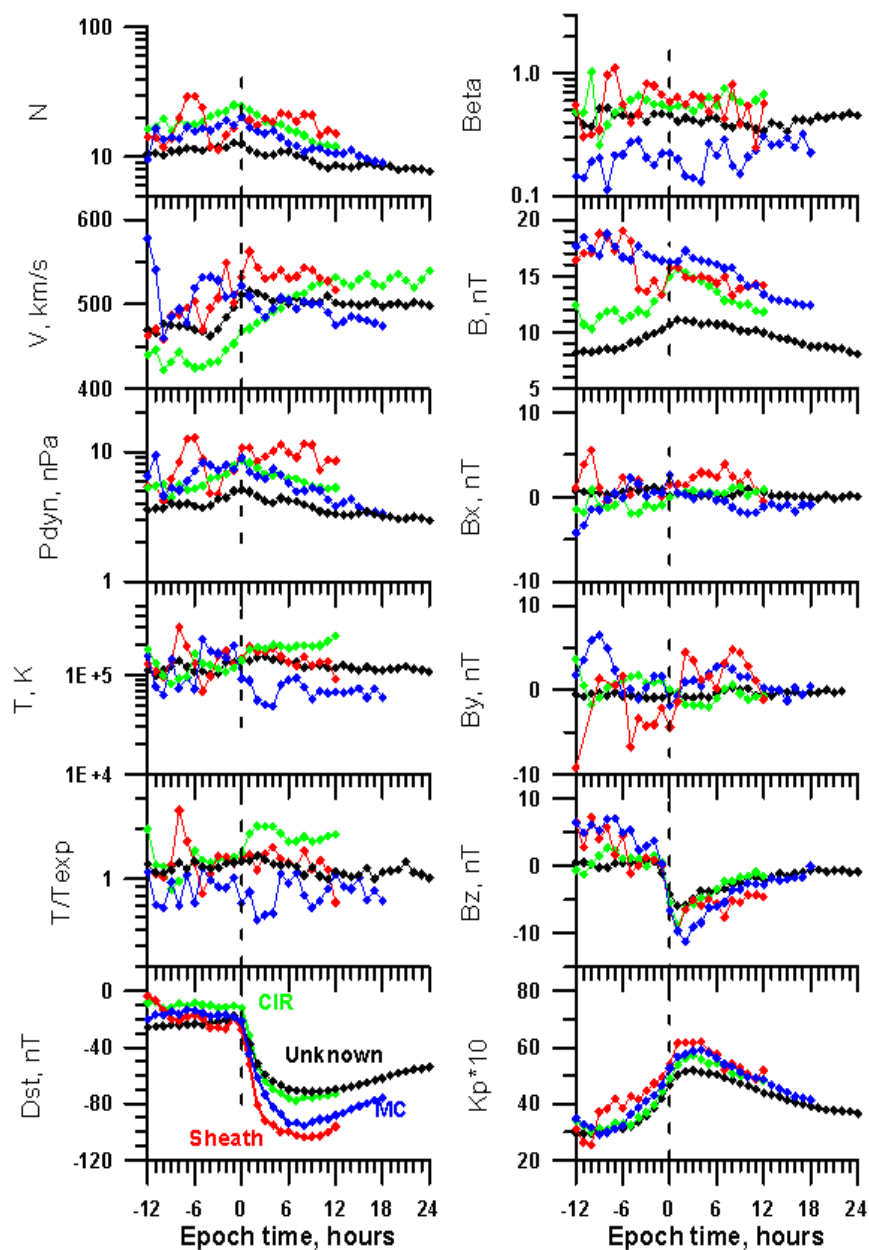 100
N
10
600
V, km/s
500
400
Pdyn, nPa
10
1
T, K
1E+5
1E+4
T/Texp
1
0
CIR
-40
Unknown
Dst, nT
-80
MC
Sheath
-120
-12 -6 0 6 12 18 24
Epoch time, hours
1.0
Beta
0.1
20
15
B, nT
10
5
10
Bx, nT
0
-10
10
By, nT
0
-10
10
Bz, nT
0
-10
80
60
Kp*10
40
20
-12 -6 0 6 12 18 24
Epoch time, hours